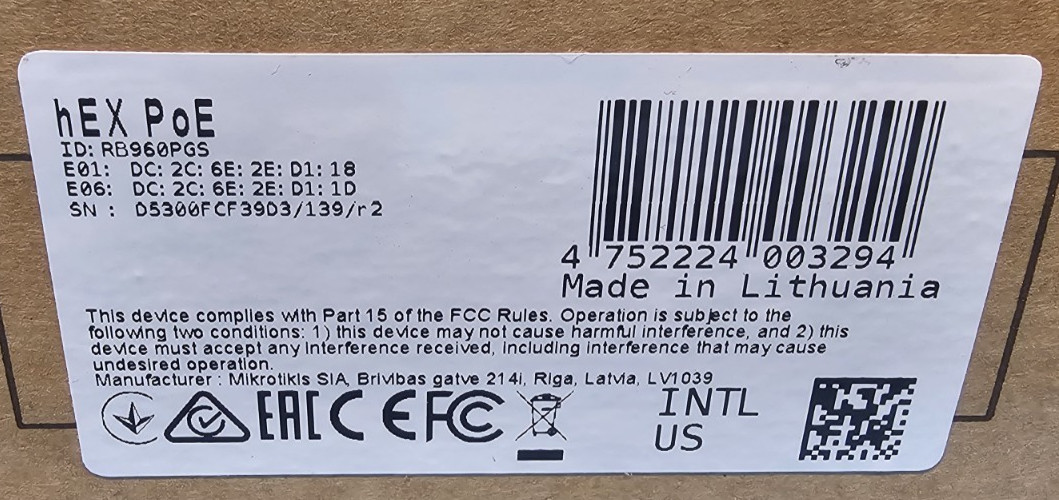 hEX PoE
ID: RB960PGS
E01: DC: 2C: 6E: 2E: D1: 18
E06: DC: 2C: 6E: 2E: D1: 1D
SN : D5300FCF39D3/139/r2
4 752224 003294
Made in Lithuania
This device complies with Part 15 of the FCC Rules. Operation is subject to the
following two conditions: 1) this device may not cause harmful interference, and 2) this
device must accept any interference received, including interference that may cause
undesired operation.
Manufacturer : Mikrotikls SIA, Brivibas gatve 214i, Riga, Latvia, LV1039
EAC CE FC
INTL
US